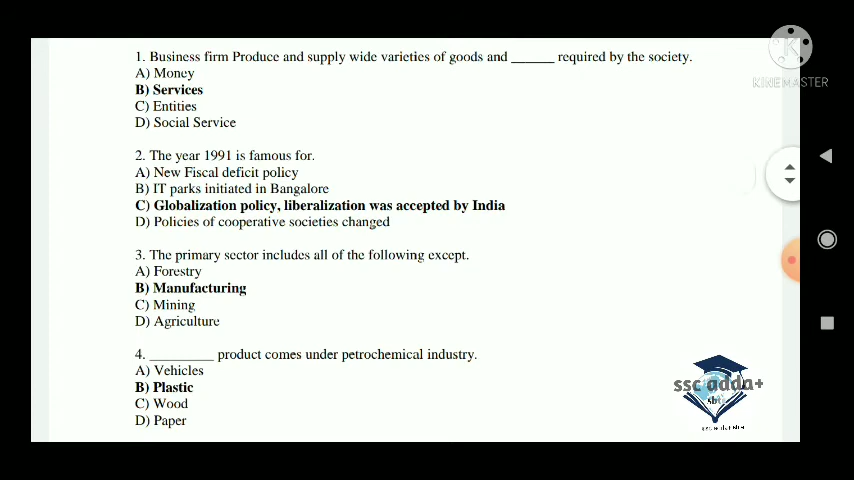 1. Business firm Produce and supply wide varieties of goods and ______ required by the society.
A) Money
B) Services
C) Entities
D) Social Service
2. The year 1991 is famous for.
A) New Fiscal deficit policy
B) IT parks initiated in Bangalore
C) Globalization policy, liberalization was accepted by India
D) Policies of cooperative societies changed
3. The primary sector includes all of the following except.
A) Forestry
B) Manufacturing
C) Mining
D) Agriculture
4. _________ product comes under petrochemical industry.
A) Vehicles
B) Plastic
C) Wood
D) Paper
K
KINEMASTER
ssc adda+